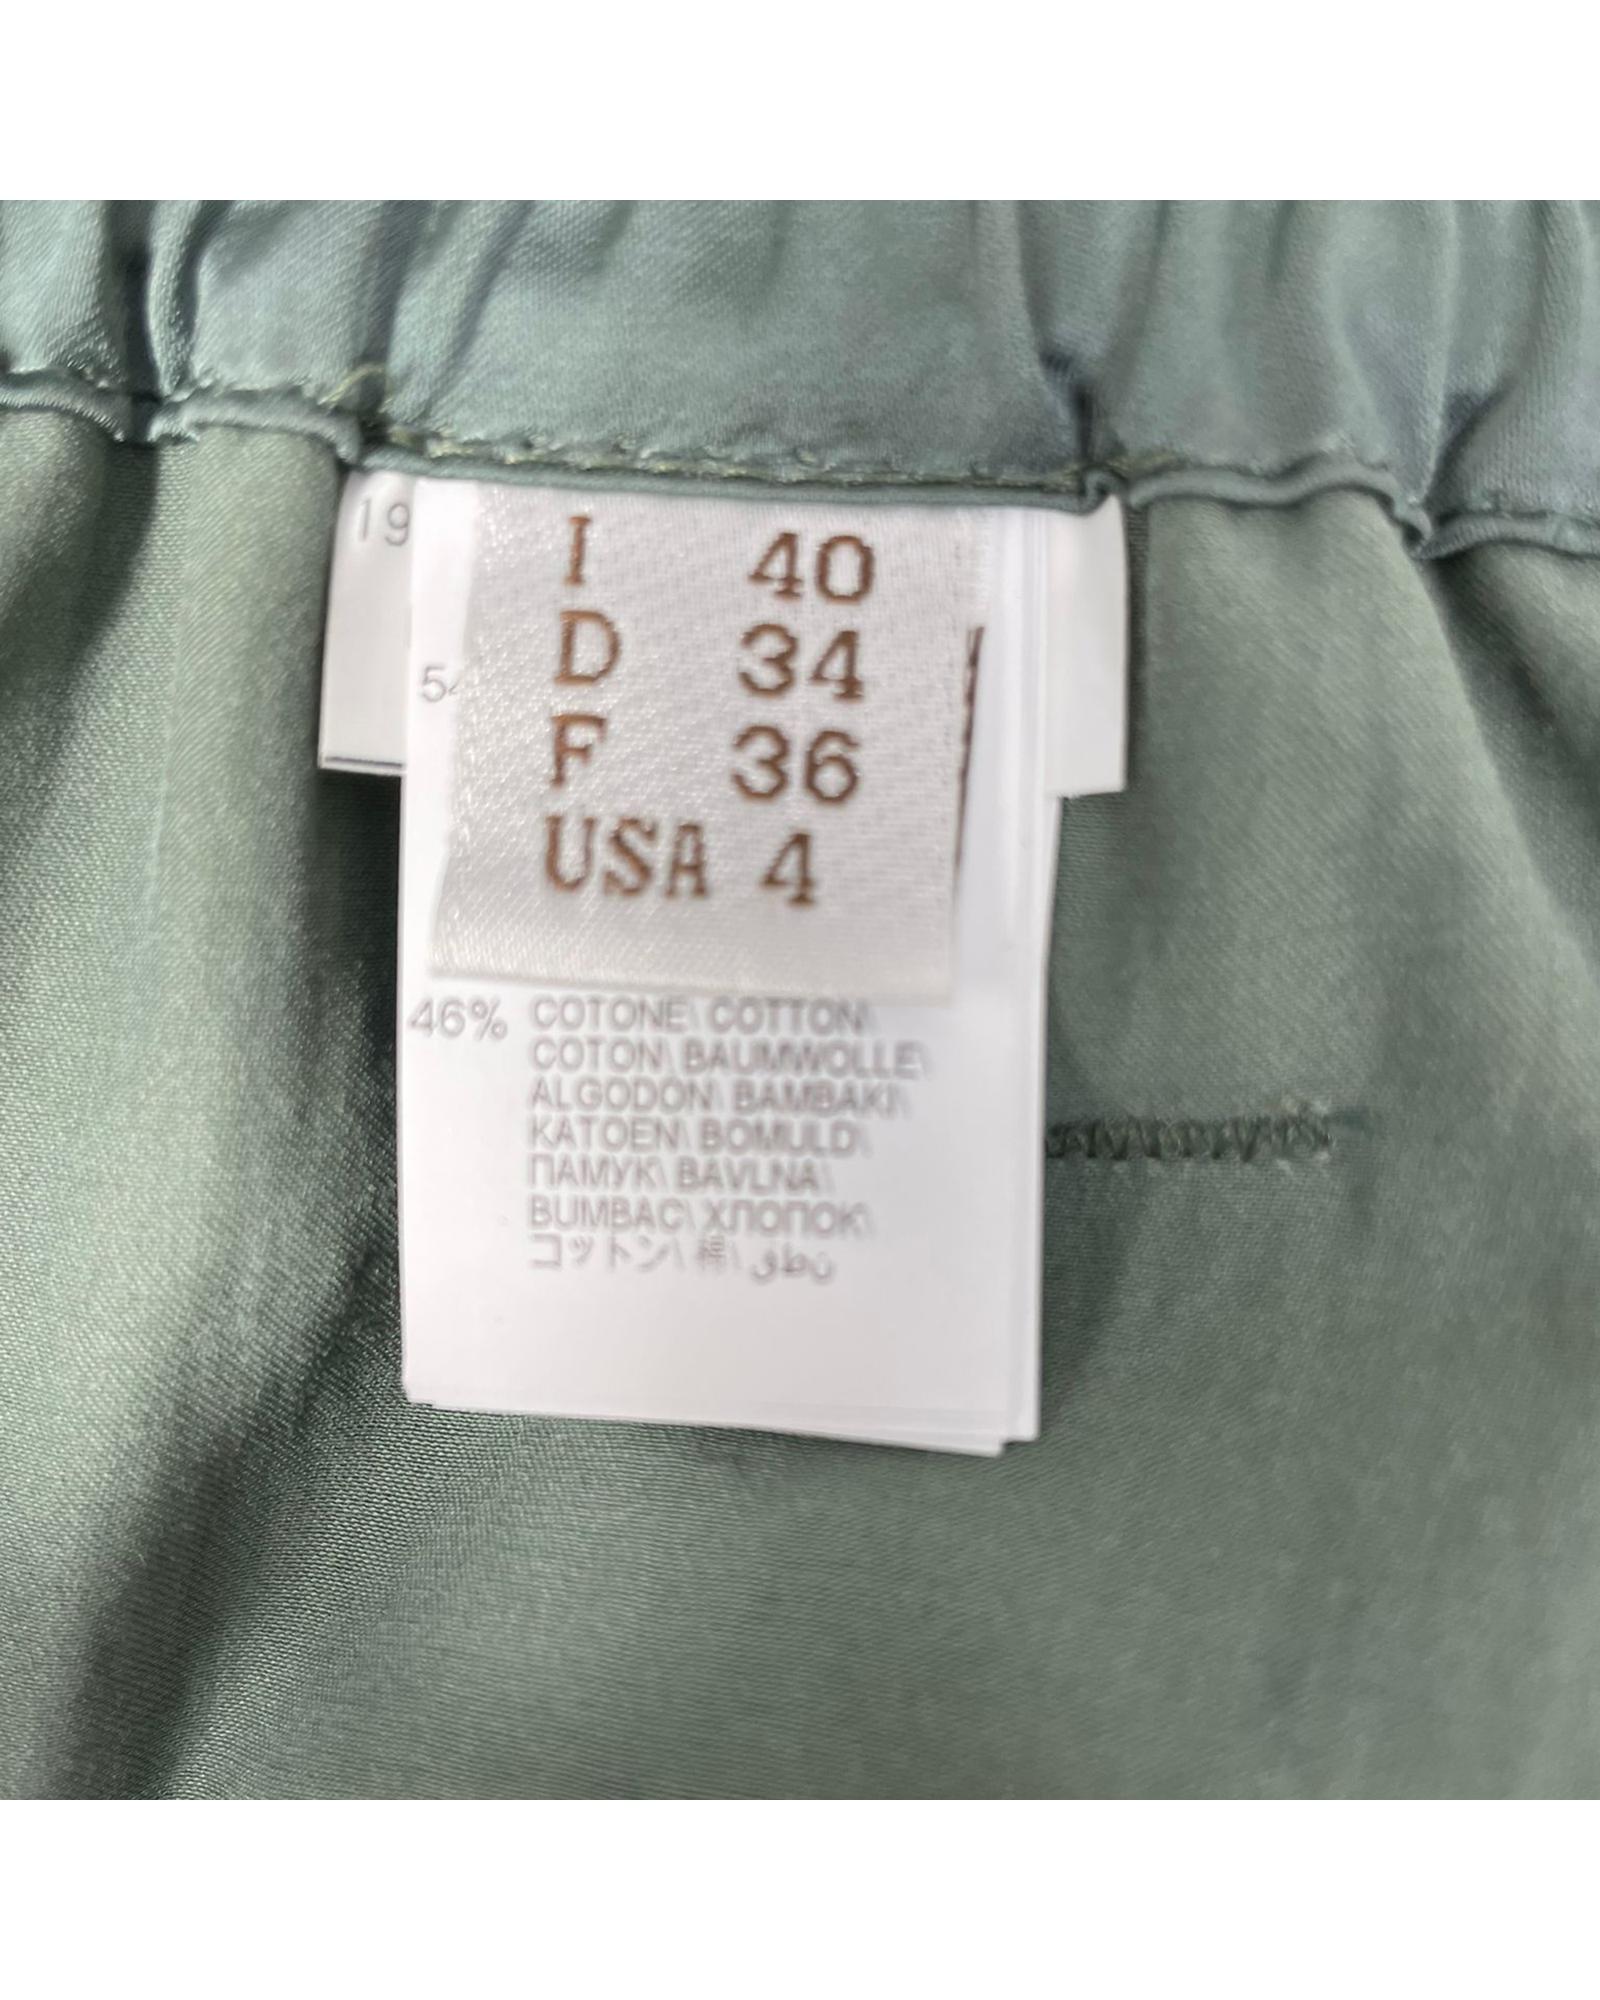 19
I 40
D 34
F 36
USA 4
46% COTONE\ COTTON\
COTON\ BAUMWOLLE\
ALGODON\ BAMBAKI\
KATOEN\ BOMULD\
ПАМУК\ BAVLNA\
BUMBAC\ ХЛОПОК\
コットン\ 棉\ قطن